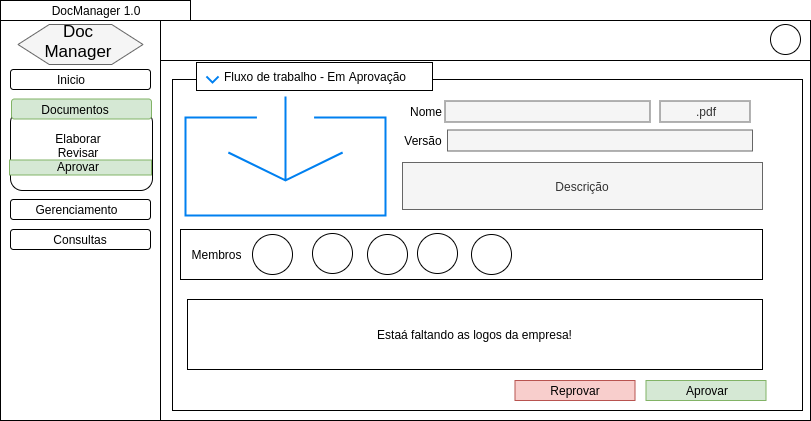 DocManager 1.0
Doc
Manager
Inicio
Documentos
Elaborar
Revisar
Aprovar
Gerenciamento
Consultas
Fluxo de trabalho - Em Aprovação
Nome
.pdf
Versão
Descrição
Membros
Estaá faltando as logos da empresa!
Reprovar
Aprovar